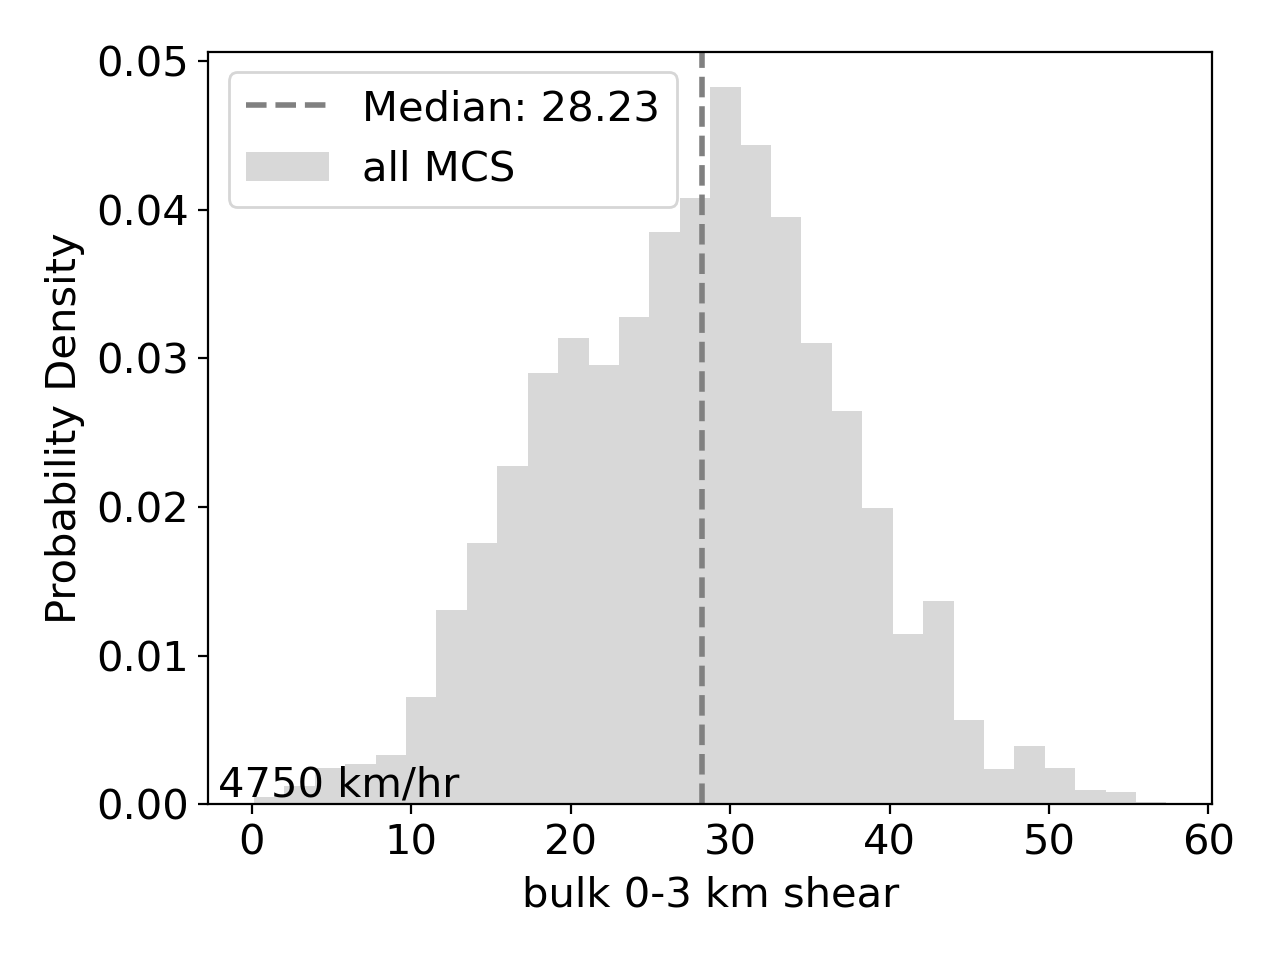 0.05
0.04
0.03
0.02
0.01
0.00
Probability Density
Median: 28.23
all MCS
4750 km/hr
0 10 20 30 40 50 60
bulk 0-3 km shear